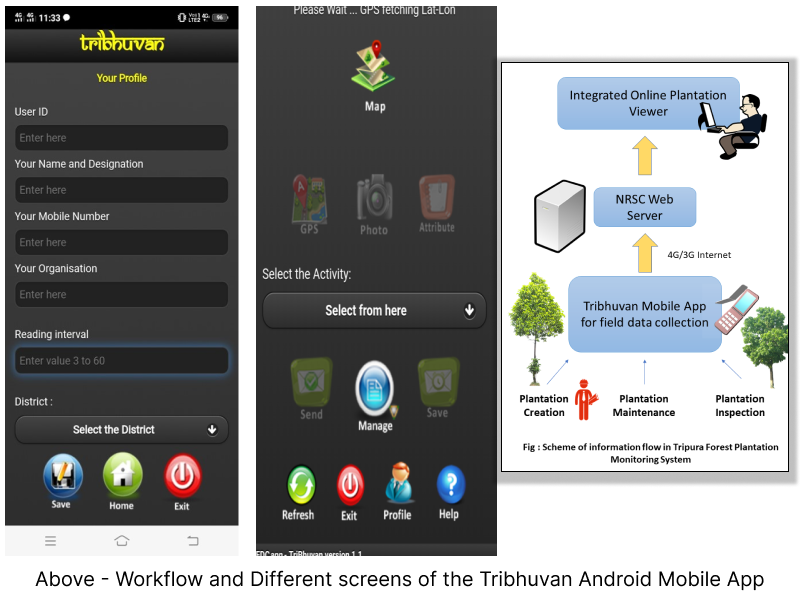 4G 4G 11:33
Voo) LTE2 4G 96
Tribhuvan
Your Profile
User ID
Enter here
Your Name and Designation
Enter here
Your Mobile Number
Enter here
Your Organisation
Enter here
Reading interval
Enter value 3 to 60
District :
Select the District
Save Home Exit
Please Wait ... GPS fetching Lat-Lon
Map
GPS Photo Attribute
Select the Activity:
Select from here
Send Manage Save
Refresh Exit Profile Help
TriBhuvan version 1.1
Integrated Online Plantation
Viewer
NRSC Web
Server
4G/3G Internet
Tribhuvan Mobile App
for field data collection
Plantation
Creation
Plantation
Maintenance
Plantation
Inspection
Fig : Scheme of information flow in Tripura Forest Plantation
Monitoring System
Above - Workflow and Different screens of the Tribhuvan Android Mobile App